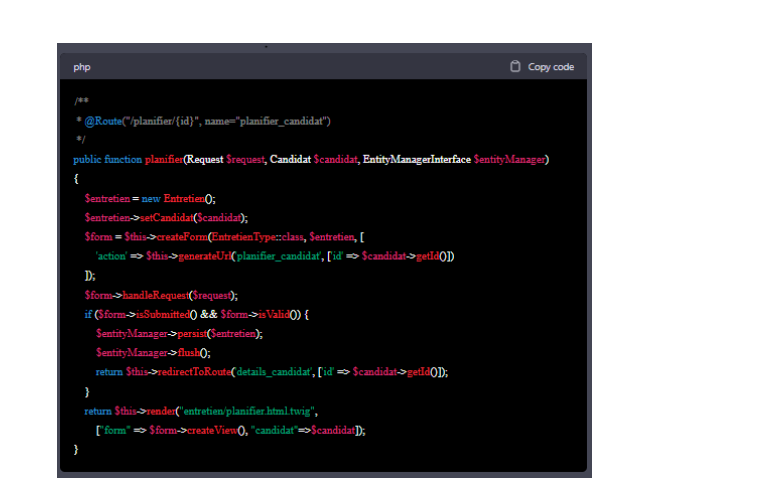 php
Copy code
/**
* @Route("/planifier/{id}", name="planifier_candidat")
*/
public function planifier(Request $request, Candidat $candidat, EntityManagerInterface $entityManager)
{
$entretien = new Entretien();
$entretien->setCandidat($candidat);
$form = $this->createForm(EntretienType::class, $entretien, [
'action' => $this->generateUrl('planifier_candidat', ['id' => $candidat->getId()])
]);
$form->handleRequest($request);
if ($form->isSubmitted() && $form->isValid()) {
$entityManager->persist($entretien);
$entityManager->flush();
return $this->redirectToRoute('details_candidat', ['id' => $candidat->getId()]);
}
return $this->render("entretien/planifier.html.twig",
["form" => $form->createView(), "candidat"=>$candidat]);
}